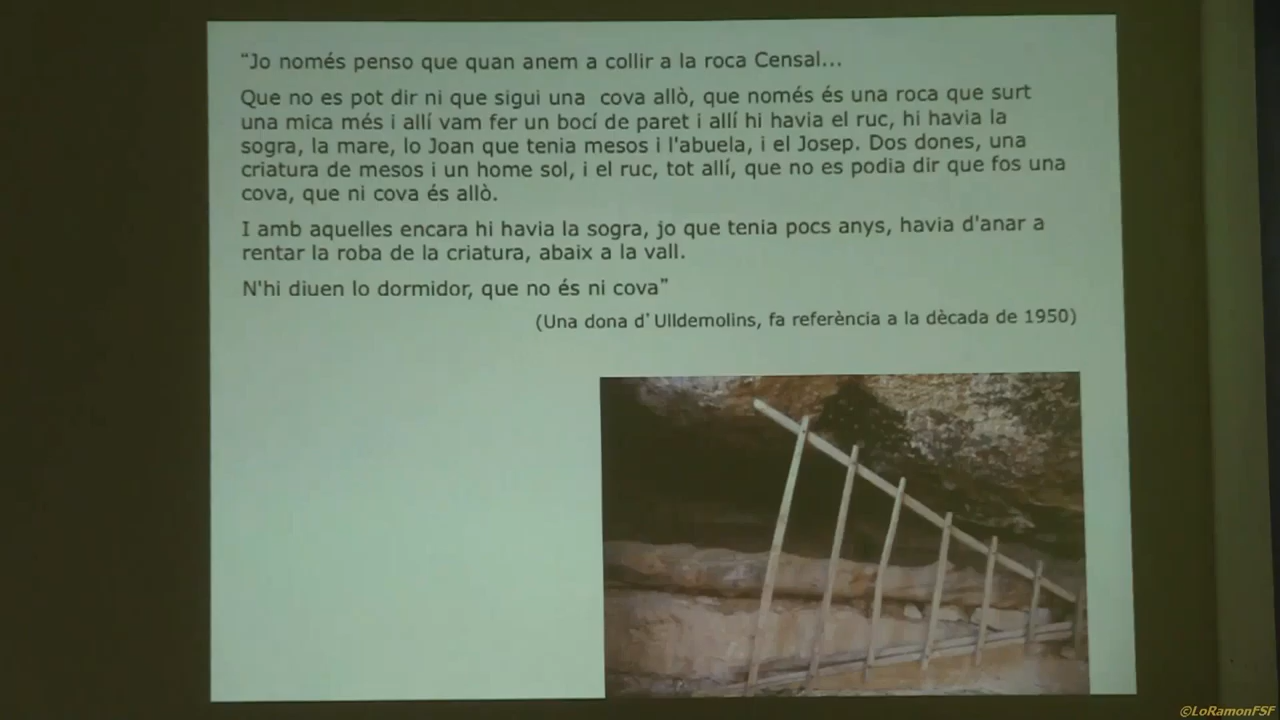 “Jo només penso que quan anem a collir a la roca Censal...
Que no es pot dir ni que sigui una cova allò, que només és una roca que surt
una mica més i allí vam fer un bocí de paret i allí hi havia el ruc, hi havia la
sogra, la mare, lo Joan que tenia mesos i l'abuela, i el Josep. Dos dones, una
criatura de mesos i un home sol, i el ruc, tot allí, que no es podia dir que fos una
cova, que ni cova és allò.
I amb aquelles encara hi havia la sogra, jo que tenia pocs anys, havia d'anar a
rentar la roba de la criatura, abaix a la vall.
N'hi diuen lo dormidor, que no és ni cova”
(Una dona d’Ulldemolins, fa referència a la dècada de 1950)
©LoRamonFSF